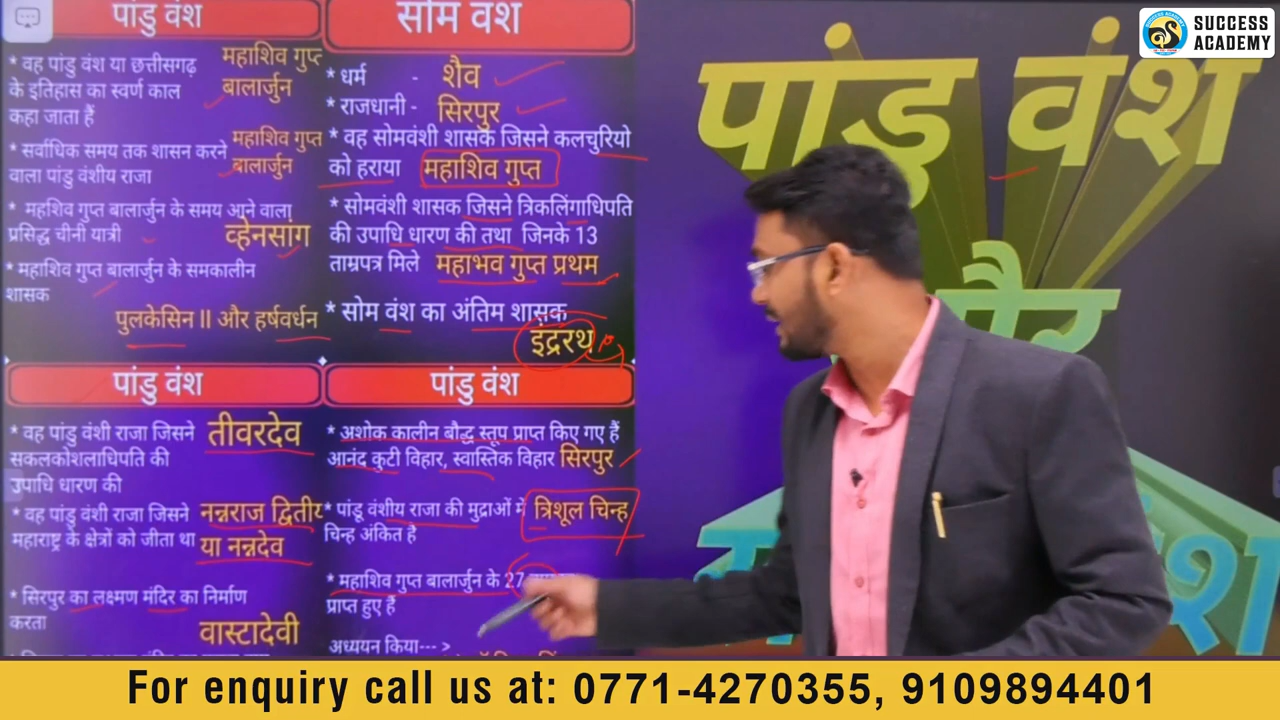 पांडु वंश
* वह पांडु वंश या छत्तीसगढ़
के इतिहास का स्वर्ण काल
कहा जाता हैं
महाशिव गुप्त
बालार्जुन
* सर्वाधिक समय तक शासन करने
वाला पांडु वंशीय राजा
महाशिव गुप्त
बालार्जुन
* महशिव गुप्त बालार्जुन के समय आने वाला
प्रसिद्ध चीनी यात्री
व्हेनसांग
* महाशिव गुप्त बालार्जुन के समकालीन
शासक
पुलकेसिन II और हर्षवर्धन
सोम वंश
* धर्म - शैव
* राजधानी - सिरपुर
* वह सोमवंशी शासक जिसने कलचुरियो
को हराया महाशिव गुप्त
* सोमवंशी शासक जिसने त्रिकलिंगाधिपति
की उपाधि धारण की तथा जिनके 13
ताम्रपत्र मिले महाभव गुप्त प्रथम
* सोम वंश का अंतिम शासक
इंद्ररथ
पांडु वंश
* वह पांडु वंशी राजा जिसने तीवरदेव
सकलकोशलाधिपति की
उपाधि धारण की
* वह पांडु वंशी राजा जिसने नन्नराज द्वितीय
महाराष्ट्र के क्षेत्रों को जीता था या नन्नदेव
* सिरपुर का लक्ष्मण मंदिर का निर्माण
करता
वास्टादेवी
पांडु वंश
* अशोक कालीन बौद्ध स्तूप प्राप्त किए गए हैं
आनंद कुटी विहार, स्वास्तिक विहार सिरपुर
* पांडू वंशीय राजा की मुद्राओं में त्रिशूल चिन्ह
चिन्ह अंकित है
* महाशिव गुप्त बालार्जुन के 27
प्राप्त हुए हैं
अध्ययन किया--- >
पांडु वंश
SUCCESS
ACADEMY
For enquiry call us at: 0771-4270355, 9109894401